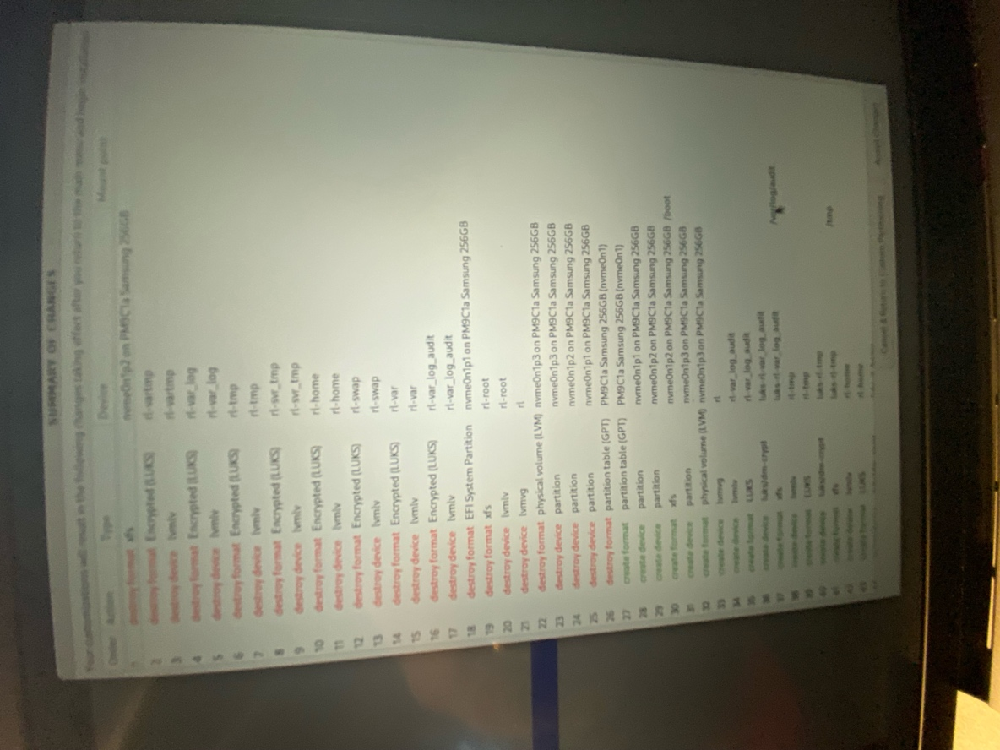 SUMMARY OF CHANGES
Your customizations will result in the following changes taking effect after you return to the main menu and begin installation:
Order Action Type Device Mount point
1 destroy format xfs nvme0n1p2 on PM9C1a Samsung 256GB
2 destroy format Encrypted (LUKS) rl-vartmp
3 destroy device lvmlv rl-vartmp
4 destroy format Encrypted (LUKS) rl-var_log
5 destroy device lvmlv rl-var_log
6 destroy format Encrypted (LUKS) rl-tmp
7 destroy device lvmlv rl-tmp
8 destroy format Encrypted (LUKS) rl-svr_tmp
9 destroy device lvmlv rl-svr_tmp
10 destroy format Encrypted (LUKS) rl-home
11 destroy device lvmlv rl-home
12 destroy format Encrypted (LUKS) rl-swap
13 destroy device lvmlv rl-swap
14 destroy format Encrypted (LUKS) rl-var
15 destroy device lvmlv rl-var
16 destroy format Encrypted (LUKS) rl-var_log_audit
17 destroy device lvmlv rl-var_log_audit
18 destroy format EFI System Partition nvme0n1p1 on PM9C1a Samsung 256GB
19 destroy format xfs rl-root
20 destroy device lvmlv rl-root
21 destroy device lvmvg rl
22 destroy format physical volume (LVM) nvme0n1p3 on PM9C1a Samsung 256GB
23 destroy device partition nvme0n1p3 on PM9C1a Samsung 256GB
24 destroy device partition nvme0n1p2 on PM9C1a Samsung 256GB
25 destroy device partition nvme0n1p1 on PM9C1a Samsung 256GB
26 destroy format partition table (GPT) PM9C1a Samsung 256GB (nvme0n1)
27 create format partition table (GPT) PM9C1a Samsung 256GB (nvme0n1)
28 create device partition nvme0n1p1 on PM9C1a Samsung 256GB
29 create device partition nvme0n1p2 on PM9C1a Samsung 256GB
30 create format xfs nvme0n1p2 on PM9C1a Samsung 256GB /boot
31 create device partition nvme0n1p3 on PM9C1a Samsung 256GB
32 create format physical volume (LVM) nvme0n1p3 on PM9C1a Samsung 256GB
33 create device lvmvg rl
34 create device lvmlv rl-var_log_audit
35 create format LUKS rl-var_log_audit
36 create device luks/dm-crypt luks-rl-var_log_audit
37 create format xfs luks-rl-var_log_audit /var/log/audit
38 create device lvmlv rl-tmp
39 create format LUKS rl-tmp
40 create device luks/dm-crypt luks-rl-tmp
41 create format xfs luks-rl-tmp /tmp
42 create device lvmlv rl-home
43 create format LUKS rl-home
Cancel & Return to Custom Partitioning Accept Changes